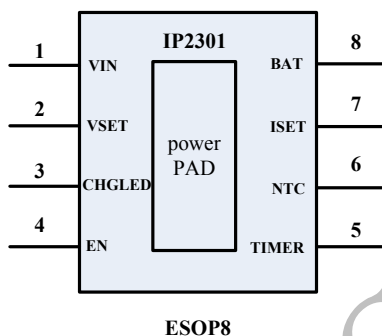 IP2301
1 VIN BAT 8
2 VSET ISET 7
power
PAD
3 CHGLED NTC 6
4 EN TIMER 5
ESOP8